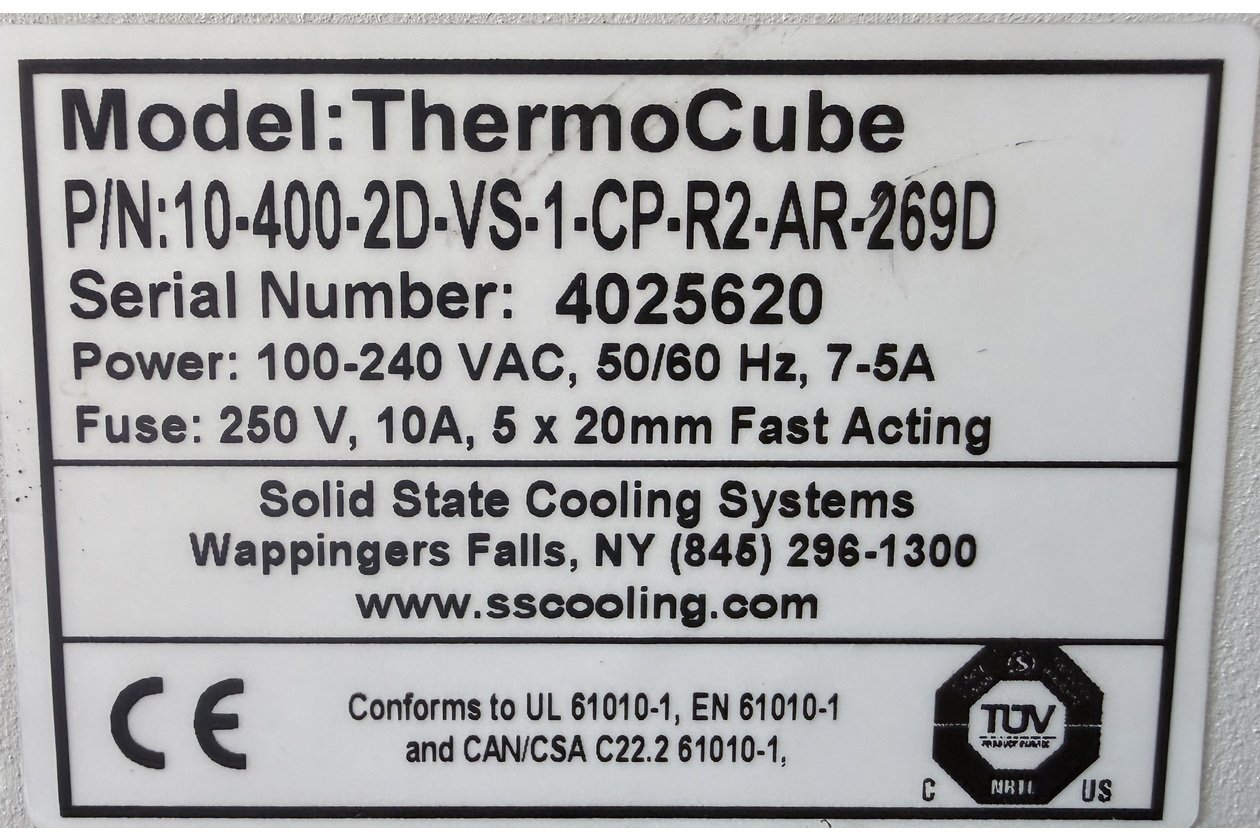 Model: ThermoCube
P/N:10-400-2D-VS-1-CP-R2-AR-269D
Serial Number: 4025620
Power: 100-240 VAC, 50/60 Hz, 7-5A
Fuse: 250 V, 10A, 5 x 20mm Fast Acting
Solid State Cooling Systems
Wappingers Falls, NY (845) 296-1300
www.sscooling.com
CE
Conforms to UL 61010-1, EN 61010-1
and CAN/CSA C22.2 61010-1,
S
TÜV
PRODUCT SERVICE
C NRTL US